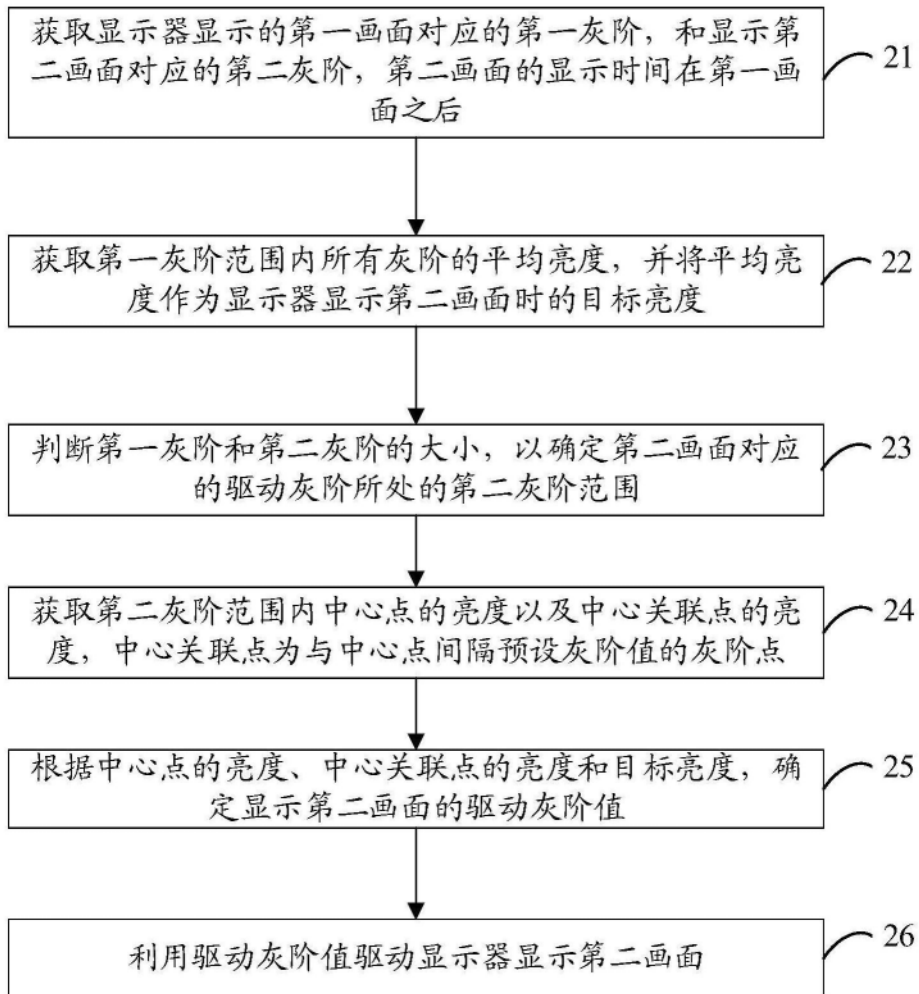 获取显示器显示的第一画面对应的第一灰阶，和显示第
二画面对应的第二灰阶，第二画面的显示时间在第一画
面之后
21
获取第一灰阶范围内所有灰阶的平均亮度，并将平均亮
度作为显示器显示第二画面时的目标亮度
22
判断第一灰阶和第二灰阶的大小，以确定第二画面对应
的驱动灰阶所处的第二灰阶范围
23
获取第二灰阶范围内中心点的亮度以及中心关联点的亮
度，中心关联点为与中心点间隔预设灰阶值的灰阶点
24
根据中心点的亮度、中心关联点的亮度和目标亮度，确
定显示第二画面的驱动灰阶值
25
利用驱动灰阶值驱动显示器显示第二画面
26